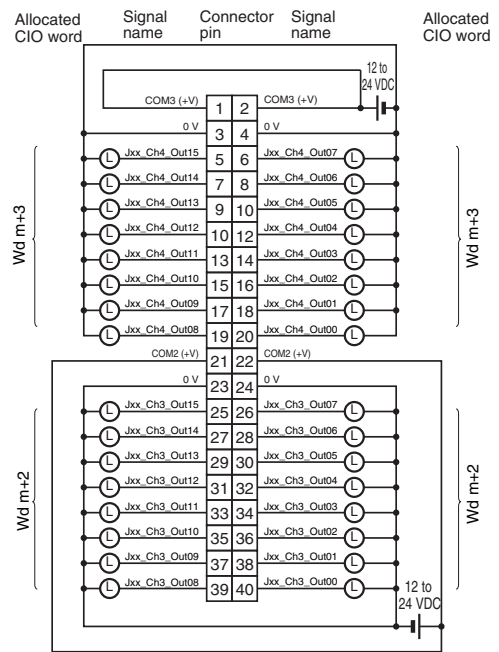 Allocated CIO word Signal name Connector pin Signal name Allocated CIO word
12 to 24 VDC
COM3 (+V) 1 2 COM3 (+V)
0 V 3 4 0 V
L Jxx_Ch4_Out15 5 6 Jxx_Ch4_Out07 L
L Jxx_Ch4_Out14 7 8 Jxx_Ch4_Out06 L
L Jxx_Ch4_Out13 9 10 Jxx_Ch4_Out05 L
L Jxx_Ch4_Out12 10 12 Jxx_Ch4_Out04 L
L Jxx_Ch4_Out11 13 14 Jxx_Ch4_Out03 L
L Jxx_Ch4_Out10 15 16 Jxx_Ch4_Out02 L
L Jxx_Ch4_Out09 17 18 Jxx_Ch4_Out01 L
L Jxx_Ch4_Out08 19 20 Jxx_Ch4_Out00 L
Wd m+3 Wd m+3
COM2 (+V) 21 22 COM2 (+V)
0 V 23 24 0 V
L Jxx_Ch3_Out15 25 26 Jxx_Ch3_Out07 L
L Jxx_Ch3_Out14 27 28 Jxx_Ch3_Out06 L
L Jxx_Ch3_Out13 29 30 Jxx_Ch3_Out05 L
L Jxx_Ch3_Out12 31 32 Jxx_Ch3_Out04 L
L Jxx_Ch3_Out11 33 34 Jxx_Ch3_Out03 L
L Jxx_Ch3_Out10 35 36 Jxx_Ch3_Out02 L
L Jxx_Ch3_Out09 37 38 Jxx_Ch3_Out01 L
L Jxx_Ch3_Out08 39 40 Jxx_Ch3_Out00 L
Wd m+2 Wd m+2
12 to 24 VDC